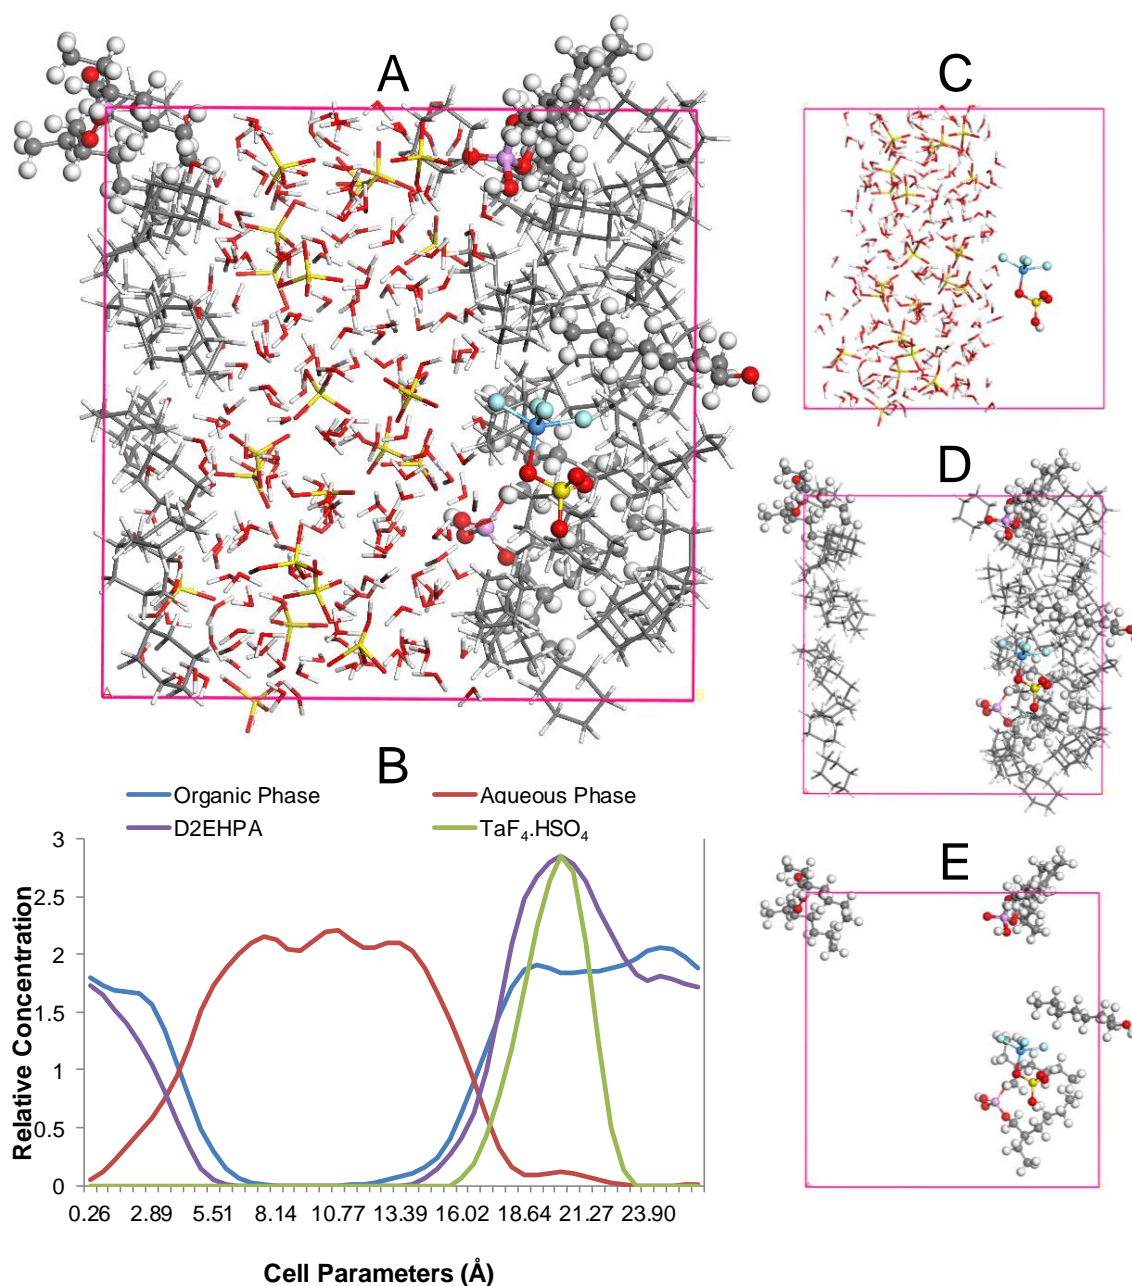 A
C
D
B
Organic Phase
Aqueous Phase
D2EHPA
TaF₄.HSO₄
Relative Concentration
3
2.5
2
1.5
1
0.5
0
0.26 2.89 5.51 8.14 10.77 13.39 16.02 18.64 21.27 23.90
Cell Parameters (Å)
E